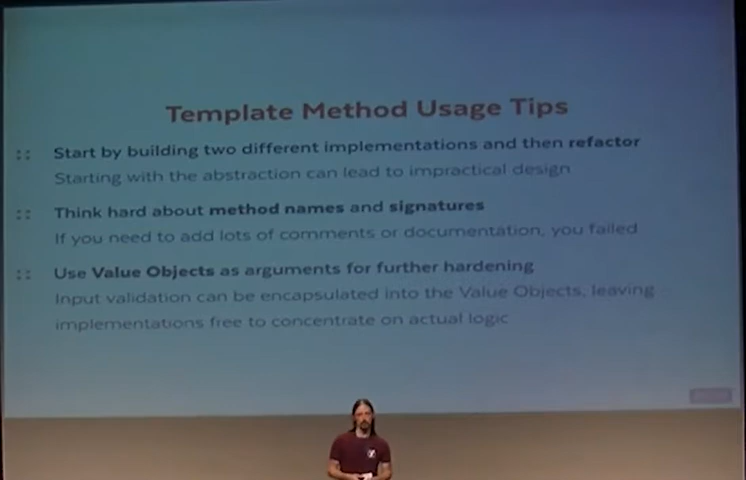 Template Method Usage Tips
:: Start by building two different implementations and then refactor
Starting with the abstraction can lead to impractical design
:: Think hard about method names and signatures
If you need to add lots of comments or documentation, you failed
:: Use Value Objects as arguments for further hardening
Input validation can be encapsulated into the Value Objects, leaving
implementations free to concentrate on actual logic